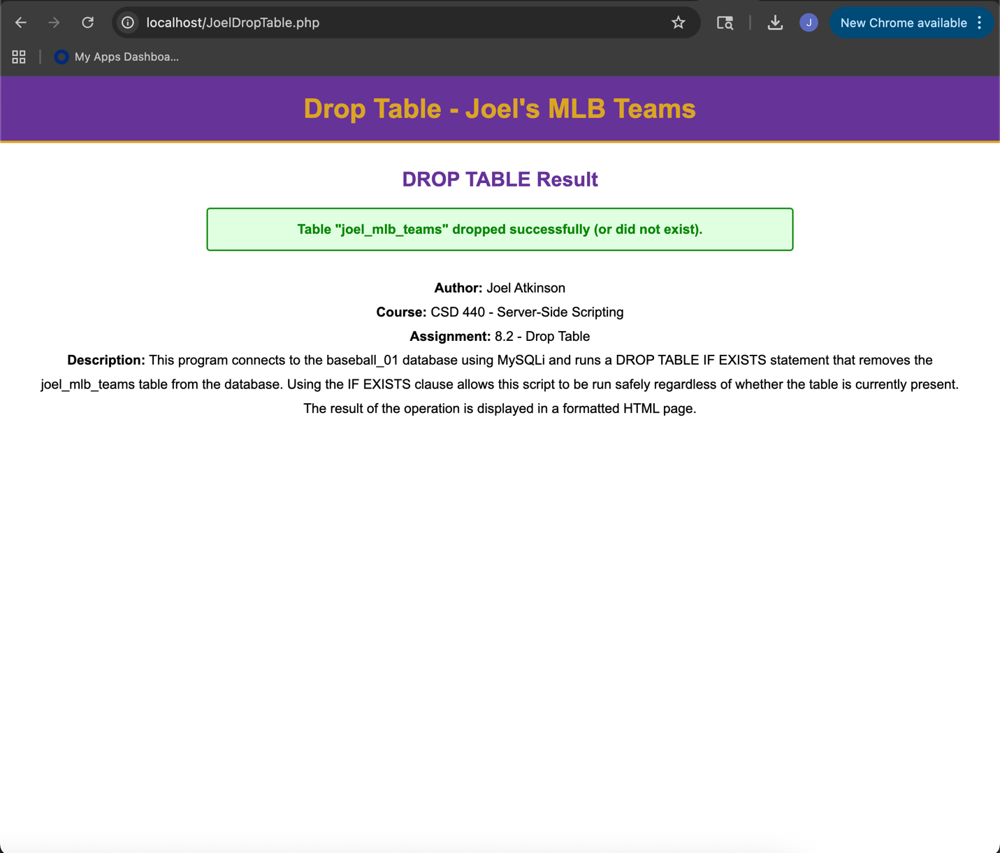 localhost/JoelDropTable.php
J
New Chrome available
My Apps Dashboa...
Drop Table - Joel's MLB Teams
DROP TABLE Result
Table "joel_mlb_teams" dropped successfully (or did not exist).
Author: Joel Atkinson
Course: CSD 440 - Server-Side Scripting
Assignment: 8.2 - Drop Table
Description: This program connects to the baseball_01 database using MySQLi and runs a DROP TABLE IF EXISTS statement that removes the
joel_mlb_teams table from the database. Using the IF EXISTS clause allows this script to be run safely regardless of whether the table is currently present.
The result of the operation is displayed in a formatted HTML page.